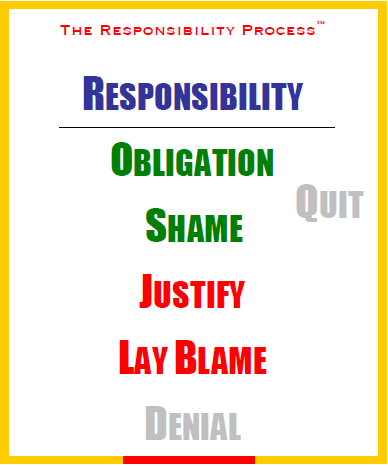 The Responsibility Process™
Responsibility
Obligation
Quit
Shame
Justify
Lay Blame
Denial